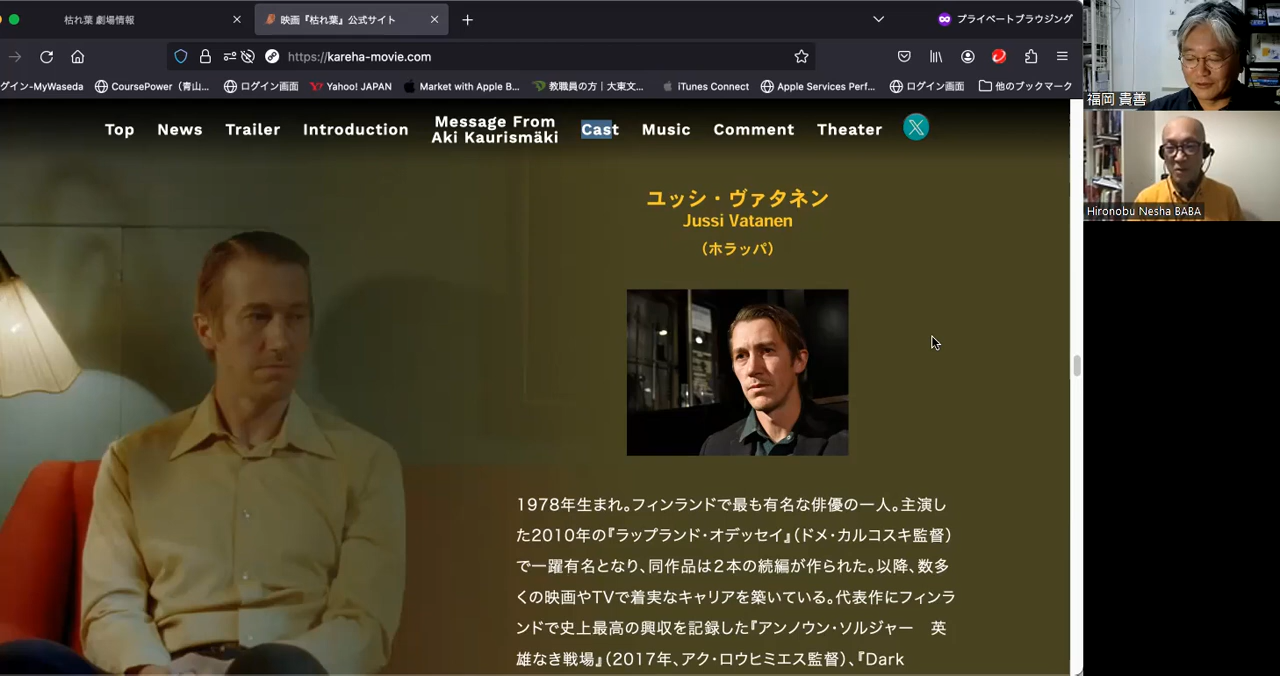 枯れ葉 劇場情報
映画『枯れ葉』公式サイト
プライベートブラウジング
https://kareha-movie.com
グイン-MyWaseda
CoursePower（青山...
ログイン画面
Yahoo! JAPAN
Market with Apple B...
教職員の方｜大東文...
iTunes Connect
Apple Services Perf...
ログイン画面
他のブックマーク
Top
News
Trailer
Introduction
Message From
Aki Kaurismäki
Cast
Music
Comment
Theater
ユッシ・ヴァタネン
Jussi Vatanen
（ホラッパ）
1978年生まれ。フィンランドで最も有名な俳優の一人。主演し
た2010年の『ラップランド・オデッセイ』（ドメ・カルコスキ監督）
で一躍有名となり、同作品は2本の続編が作られた。以降、数多
くの映画やTVで着実なキャリアを築いている。代表作にフィンラ
ンドで史上最高の興収を記録した『アンノウン・ソルジャー　英
雄なき戦場』（2017年、アク・ロウヒミエス監督）、『Dark
福岡 貴善
Hironobu Nesha BABA